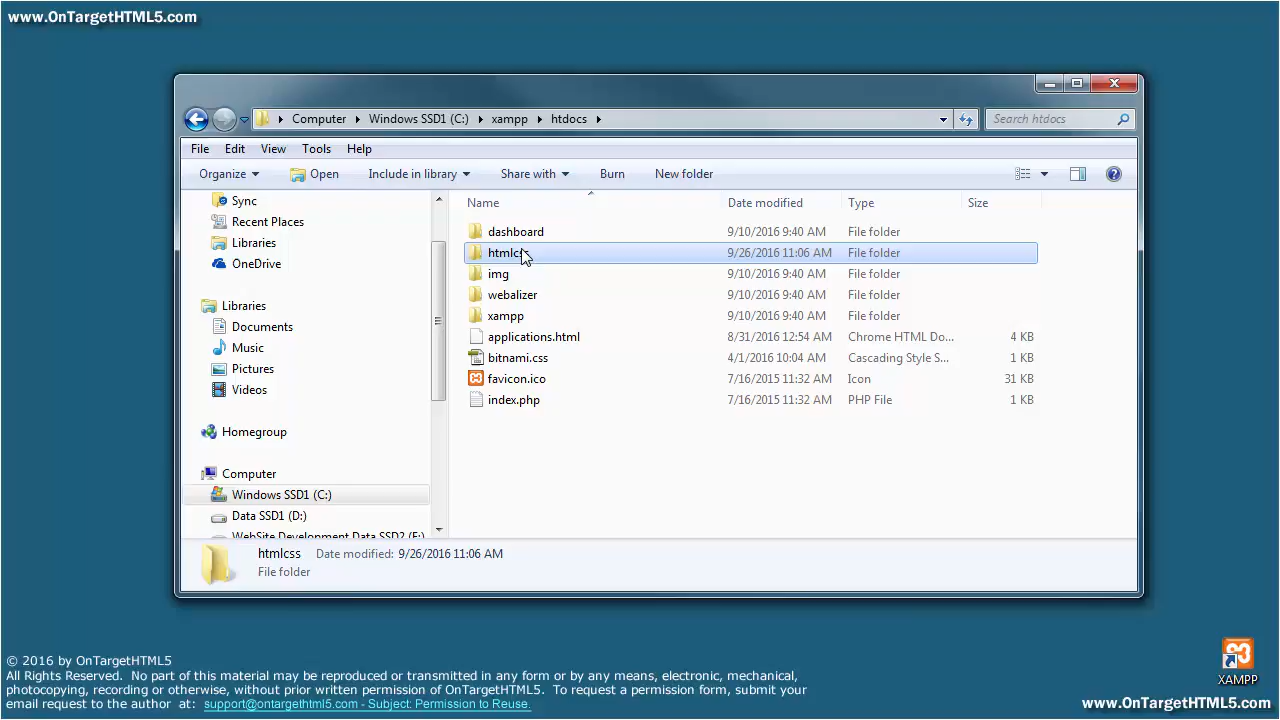 www.OnTargetHTML5.com
Computer Windows SSD1 (C:) xampp htdocs Search htdocs
File Edit View Tools Help
Organize Open Include in library Share with Burn New folder
Sync
Recent Places
Libraries
OneDrive
Libraries
Documents
Music
Pictures
Videos
Homegroup
Computer
Windows SSD1 (C:)
Data SSD1 (D:)
WebSite Development Data SSD2 (E:)
Name Date modified Type Size
dashboard 9/10/2016 9:40 AM File folder
htmlcss 9/26/2016 11:06 AM File folder
img 9/10/2016 9:40 AM File folder
webalizer 9/10/2016 9:40 AM File folder
xampp 9/10/2016 9:40 AM File folder
applications.html 8/31/2016 12:54 AM Chrome HTML Do... 4 KB
bitnami.css 4/1/2016 10:04 AM Cascading Style S... 1 KB
favicon.ico 7/16/2015 11:32 AM Icon 31 KB
index.php 7/16/2015 11:32 AM PHP File 1 KB
htmlcss Date modified: 9/26/2016 11:06 AM
File folder
© 2016 by OnTargetHTML5
All Rights Reserved. No part of this material may be reproduced or transmitted in any form or by any means, electronic, mechanical,
photocopying, recording or otherwise, without prior written permission of OnTargetHTML5. To request a permission form, submit your
email request to the author at: support@ontargethtml5.com - Subject: Permission to Reuse.
XAMPP
www.OnTargetHTML5.com